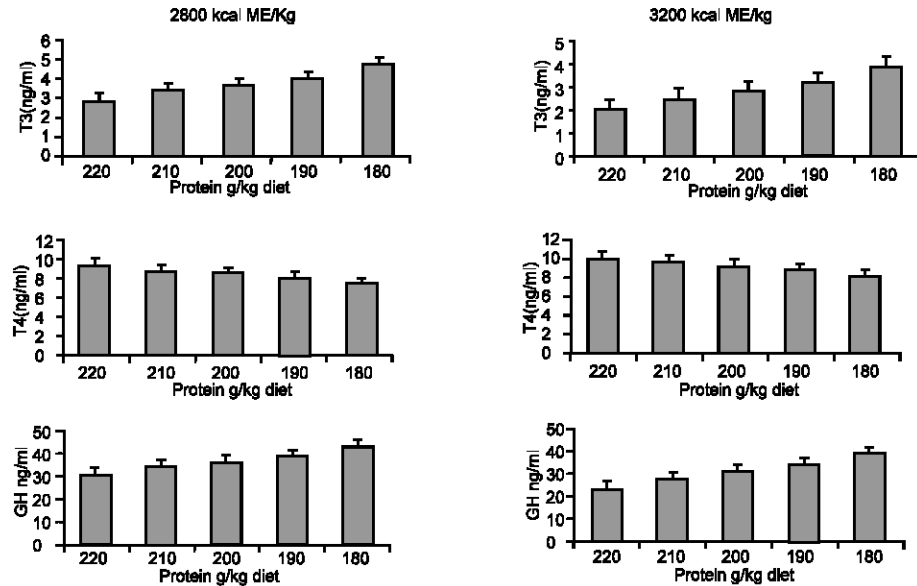 2800 kcal ME/Kg
T3(ng/ml)
6
5
4
3
2
1
0
220 210 200 190 180
Protein g/kg diet
3200 kcal ME/kg
T3(ng/ml)
5
4
3
2
1
0
220 210 200 190 180
Protein g/kg diet
T4(ng/ml)
12
10
8
6
4
2
0
220 210 200 190 180
Protein g/kg diet
T4(ng/ml)
12
10
8
6
4
2
0
220 210 200 190 180
Protein g/kg diet
GH ng/ml
50
40
30
20
10
0
220 210 200 190 180
Protein g/kg diet
GH ng/ml
50
40
30
20
10
0
220 210 200 190 180
Protein g/kg diet